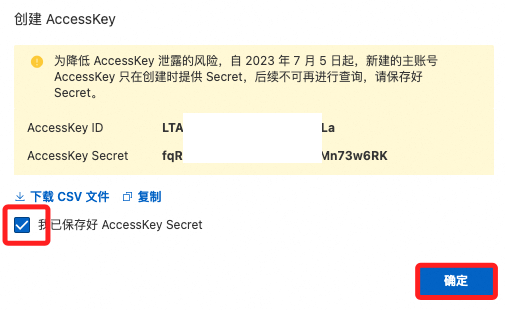 创建 AccessKey
为降低 AccessKey 泄露的风险，自 2023 年 7 月 5 日起，新建的主账号
AccessKey 只在创建时提供 Secret，后续不可再进行查询，请保存好
Secret。
AccessKey ID LTA La
AccessKey Secret fqR Mn73w6RK
下载 CSV 文件 复制
我已保存好 AccessKey Secret
确定